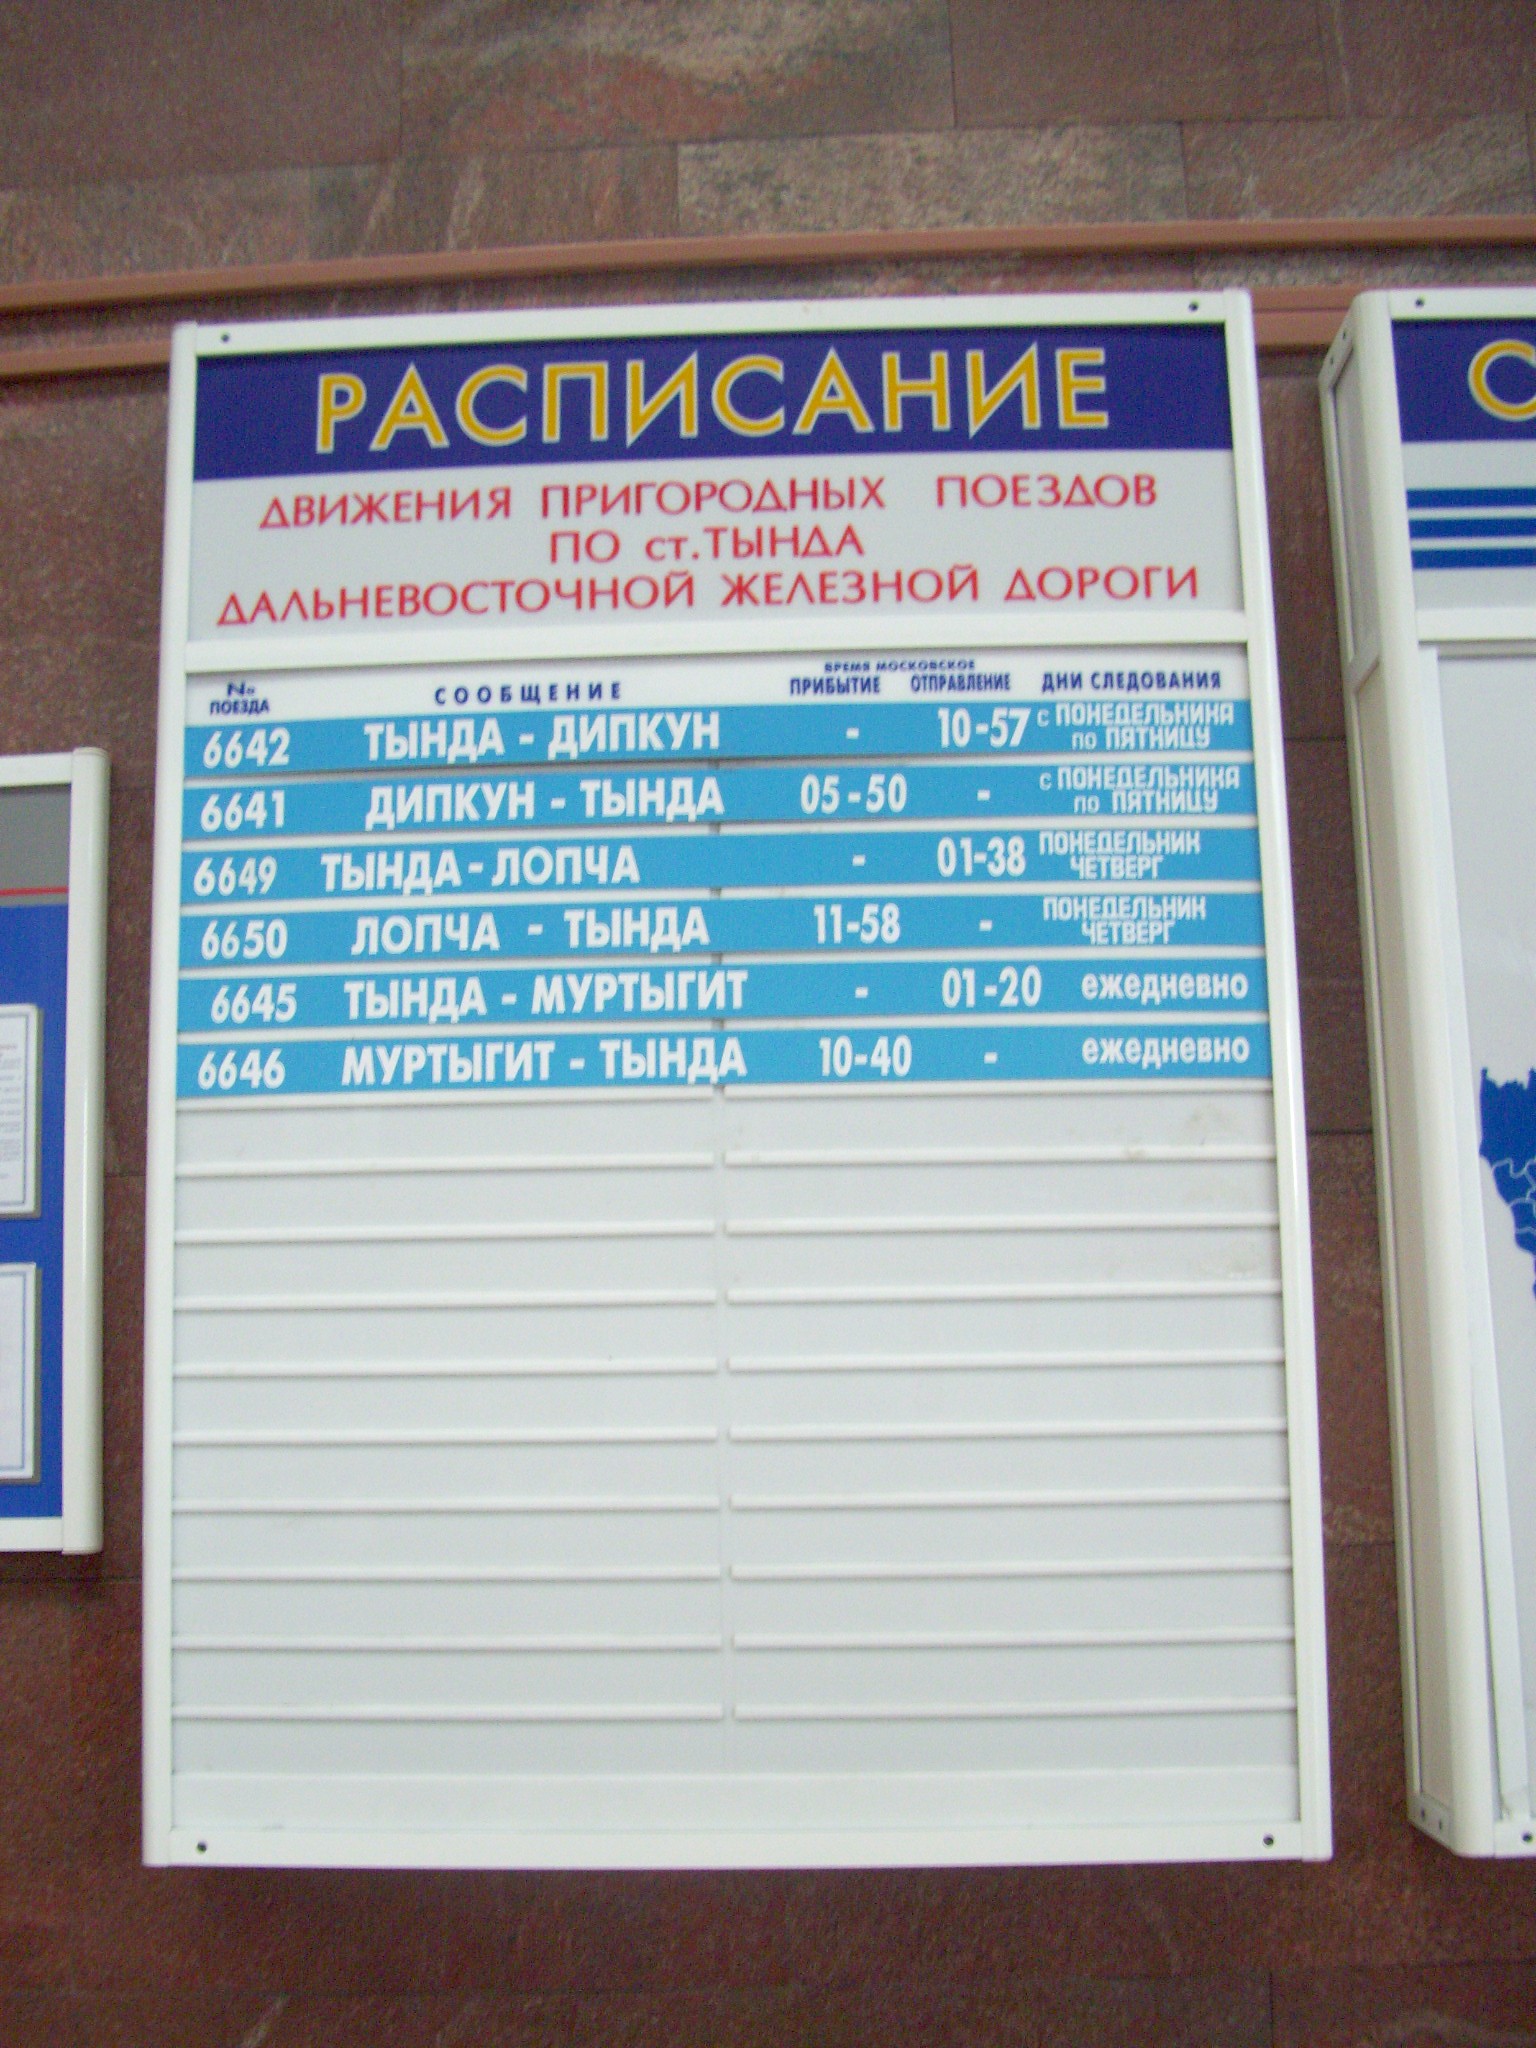 РАСПИСАНИЕ
ДВИЖЕНИЯ ПРИГОРОДНЫХ ПОЕЗДОВ
ПО ст.ТЫНДА
ДАЛЬНЕВОСТОЧНОЙ ЖЕЛЕЗНОЙ ДОРОГИ
ВРЕМЯ МОСКОВСКОЕ
№ ПОЕЗДА СООБЩЕНИЕ ПРИБЫТИЕ ОТПРАВЛЕНИЕ ДНИ СЛЕДОВАНИЯ
6642 ТЫНДА - ДИПКУН - 10-57 с ПОНЕДЕЛЬНИКА по ПЯТНИЦУ
6641 ДИПКУН - ТЫНДА 05-50 - с ПОНЕДЕЛЬНИКА по ПЯТНИЦУ
6649 ТЫНДА-ЛОПЧА - 01-38 ПОНЕДЕЛЬНИК ЧЕТВЕРГ
6650 ЛОПЧА - ТЫНДА 11-58 - ПОНЕДЕЛЬНИК ЧЕТВЕРГ
6645 ТЫНДА - МУРТЫГИТ - 01-20 ежедневно
6646 МУРТЫГИТ - ТЫНДА 10-40 - ежедневно
С